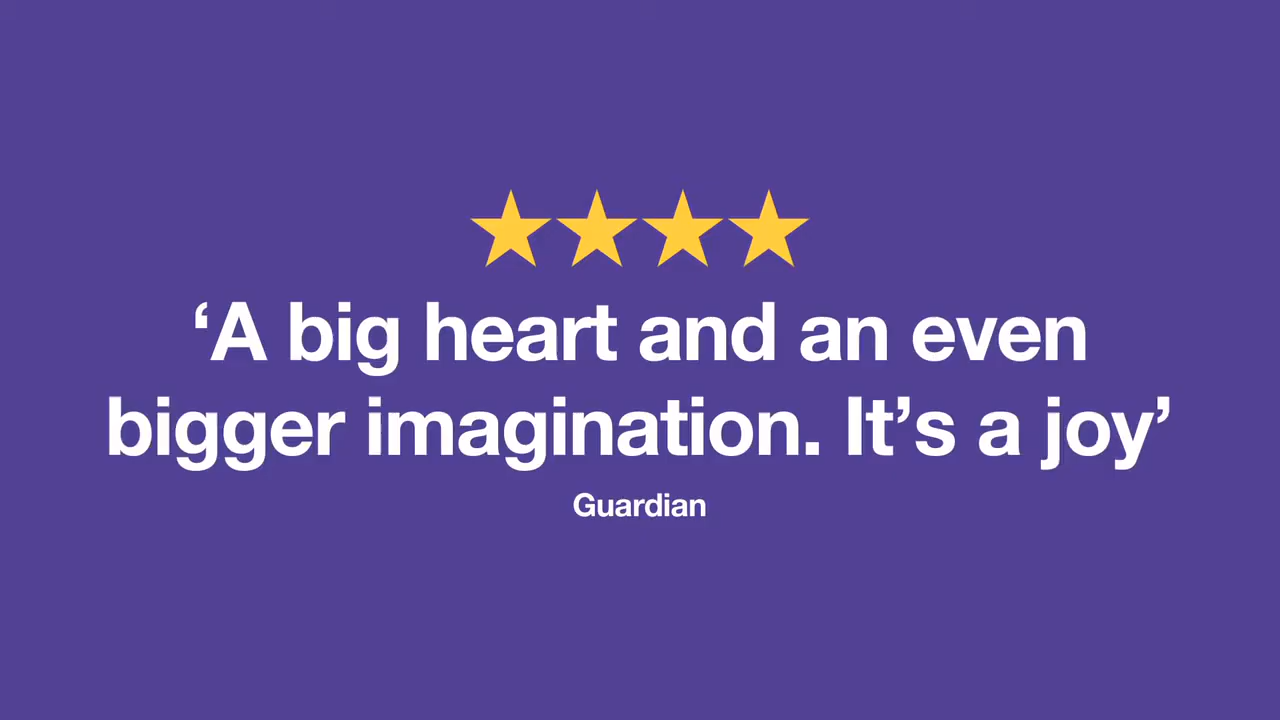 ‘A big heart and an even
bigger imagination. It’s a joy’
Guardian